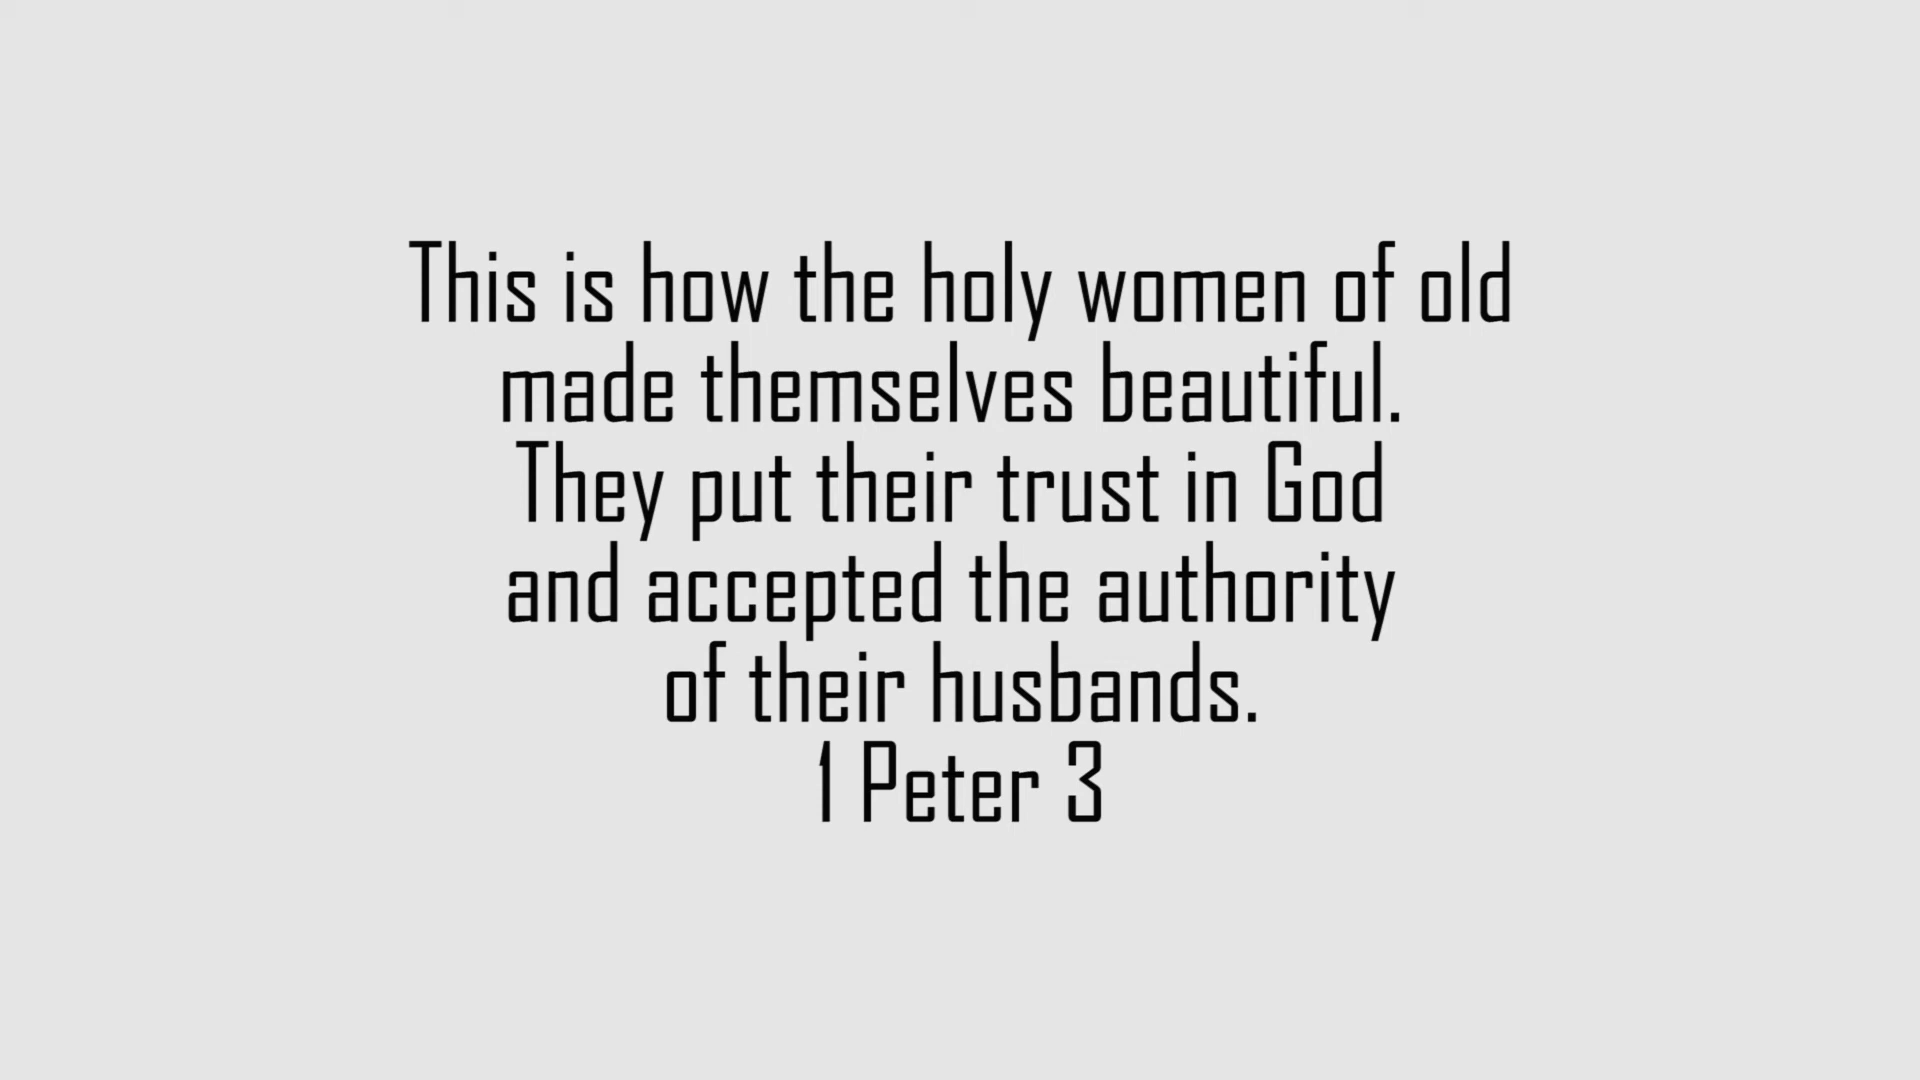 This is how the holy women of old
made themselves beautiful.
They put their trust in God
and accepted the authority
of their husbands.
1 Peter 3